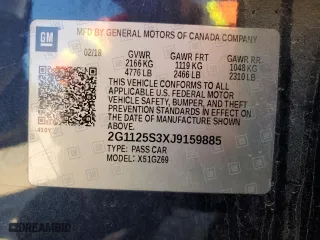 GM
MFD BY GENERAL MOTORS OF CANADA COMPANY
02/18
GVWR GAWR FRT GAWR RR
2166 KG 1119 KG 1048 KG
4776 LB 2466 LB 2310 LB
THIS VEHICLE CONFORMS TO ALL
APPLICABLE U.S. FEDERAL MOTOR
VEHICLE SAFETY, BUMPER, AND THEFT
PREVENTION STANDARDS IN EFFECT ON
THE DATE OF MANUFACTURE SHOWN ABOVE.
2G1125S3XJ9159885
TYPE: PASS CAR
MODEL: X51GZ69
DREAMBID